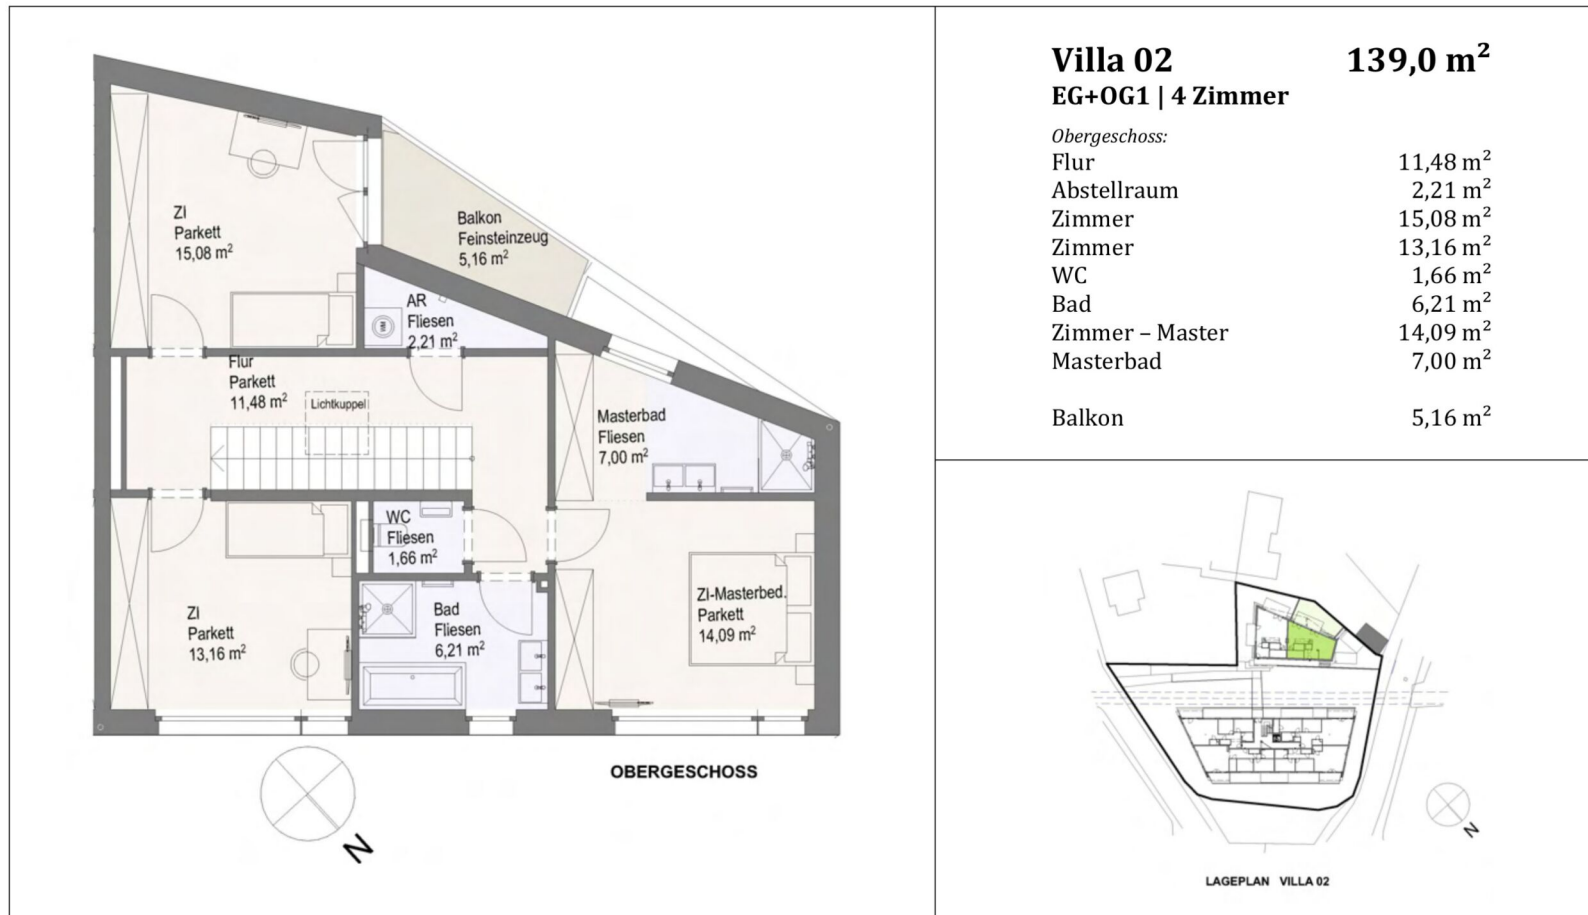 Villa 02 139,0 m²
EG+OG1 | 4 Zimmer
Obergeschoss:
Flur 11,48 m²
Abstellraum 2,21 m²
Zimmer 15,08 m²
Zimmer 13,16 m²
WC 1,66 m²
Bad 6,21 m²
Zimmer – Master 14,09 m²
Masterbad 7,00 m²
Balkon 5,16 m²
ZI
Parkett
15,08 m²
Balkon
Feinsteinzeug
5,16 m²
AR
Fliesen
2,21 m²
WM
Flur
Parkett
11,48 m²
Lichtkuppel
Masterbad
Fliesen
7,00 m²
WC
Fliesen
1,66 m²
ZI
Parkett
13,16 m²
Bad
Fliesen
6,21 m²
ZI-Masterbed.
Parkett
14,09 m²
OBERGESCHOSS
N
N
LAGEPLAN VILLA 02